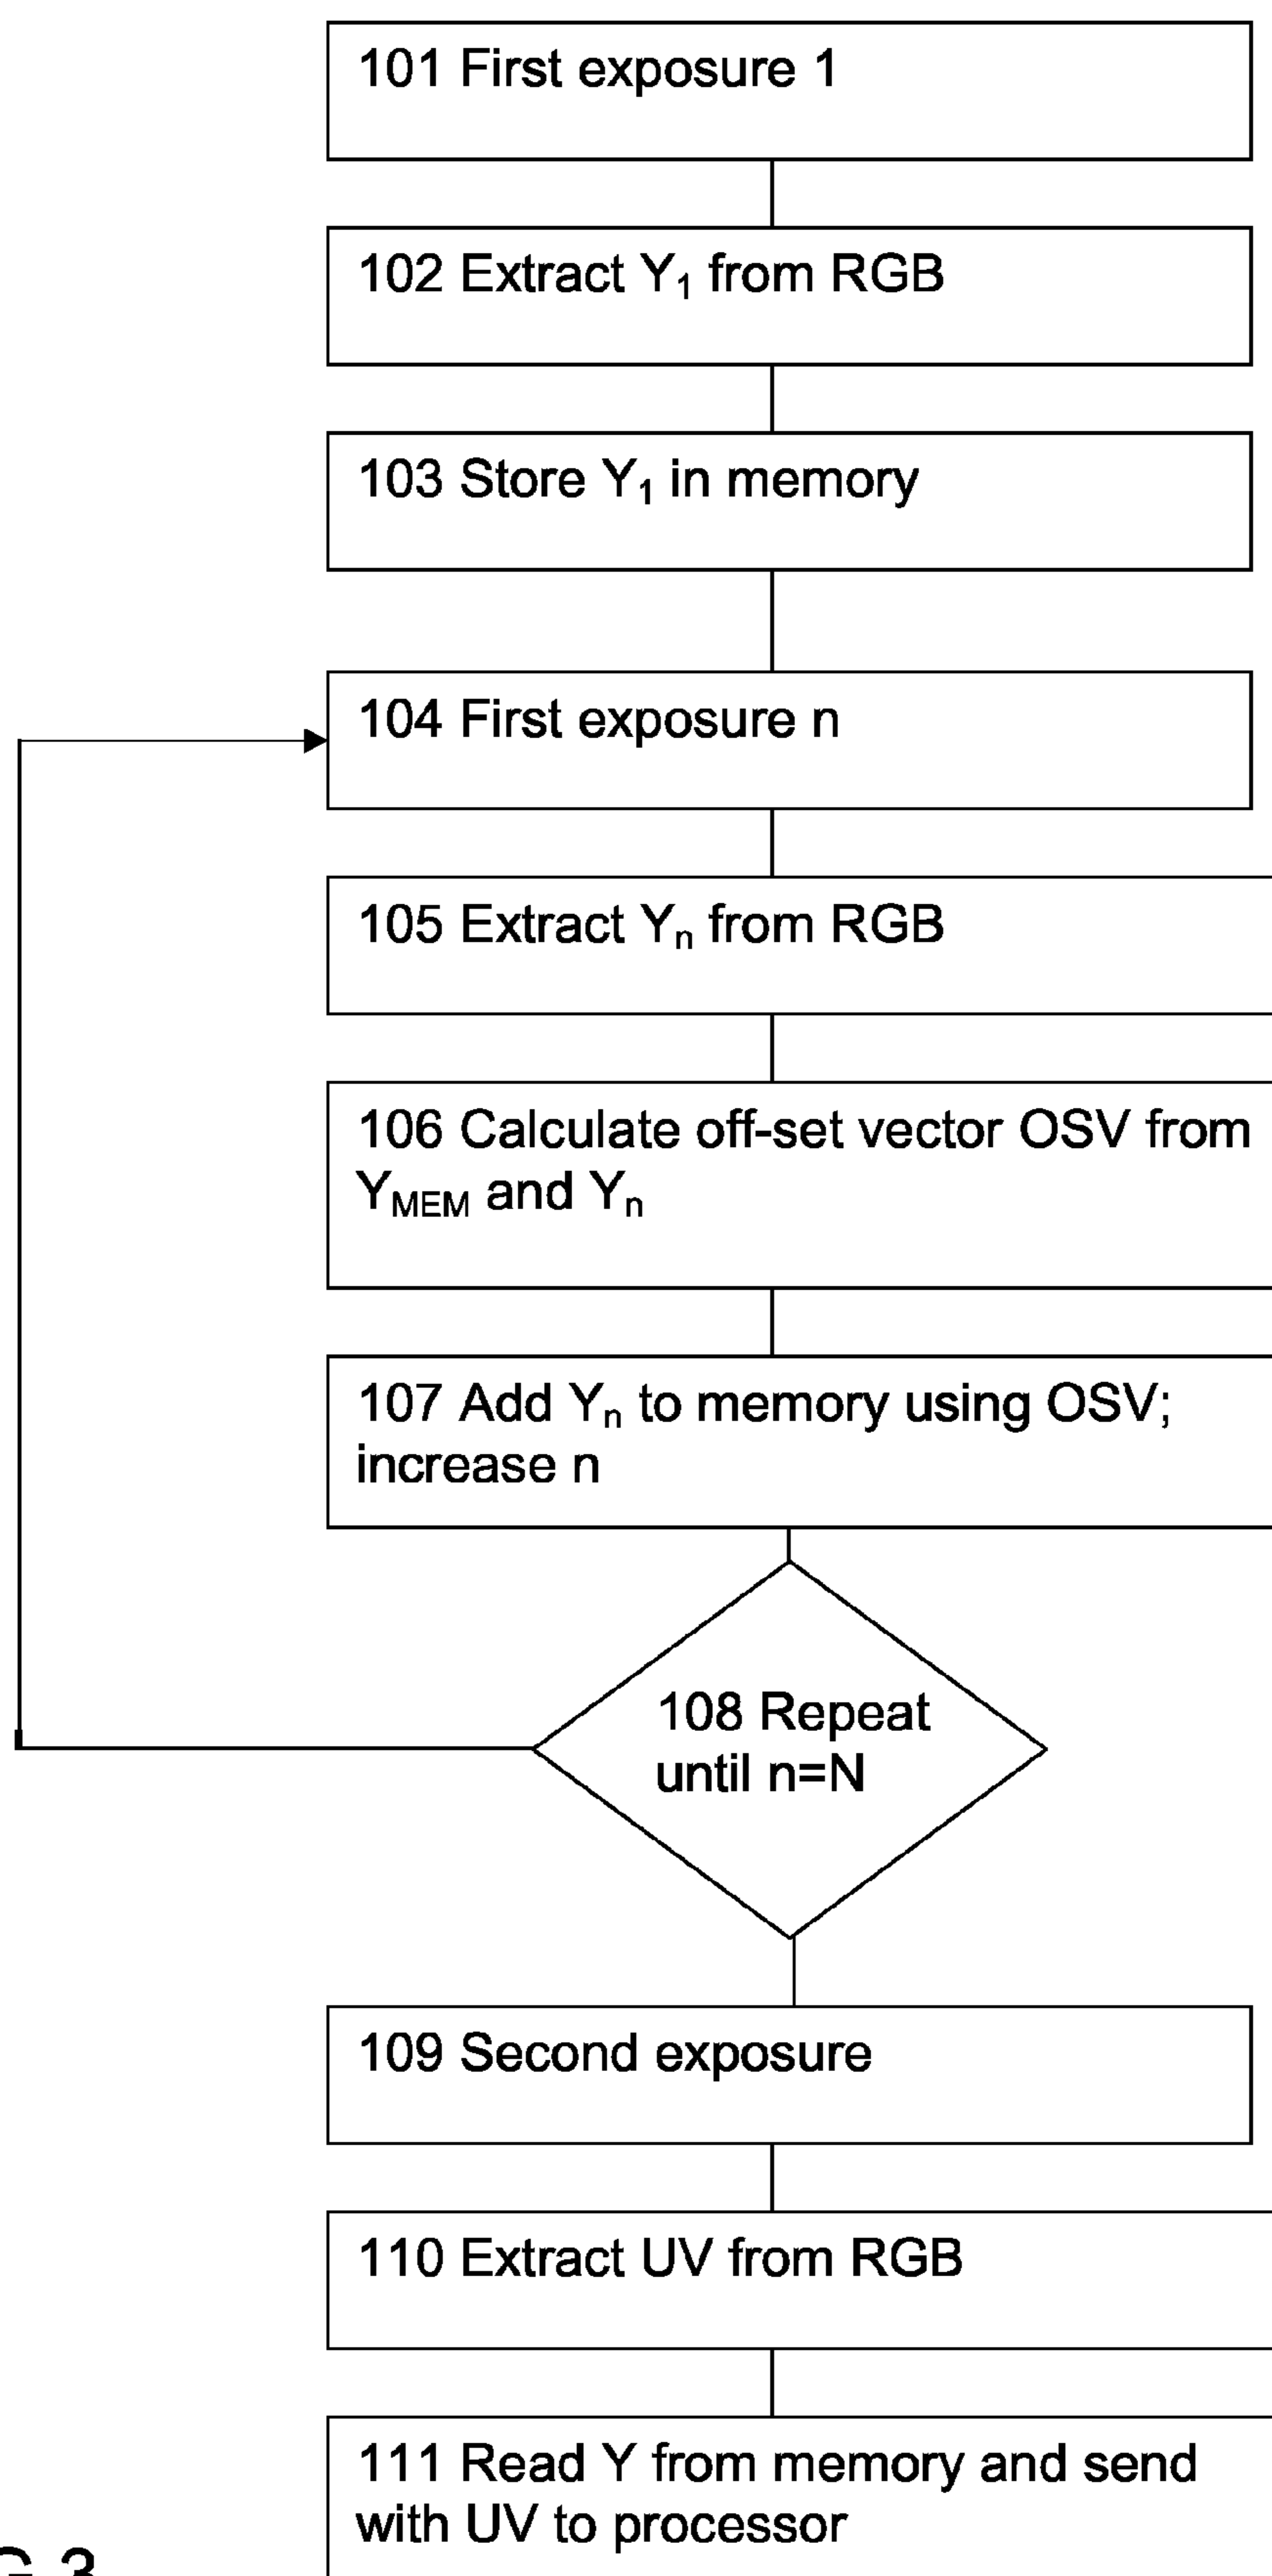 101 First exposure 1
102 Extract Y₁ from RGB
103 Store Y₁ in memory
104 First exposure n
105 Extract Yₙ from RGB
106 Calculate off-set vector OSV from
Y_MEM and Yₙ
107 Add Yₙ to memory using OSV;
increase n
108 Repeat
until n=N
109 Second exposure
110 Extract UV from RGB
111 Read Y from memory and send
with UV to processor
G 3